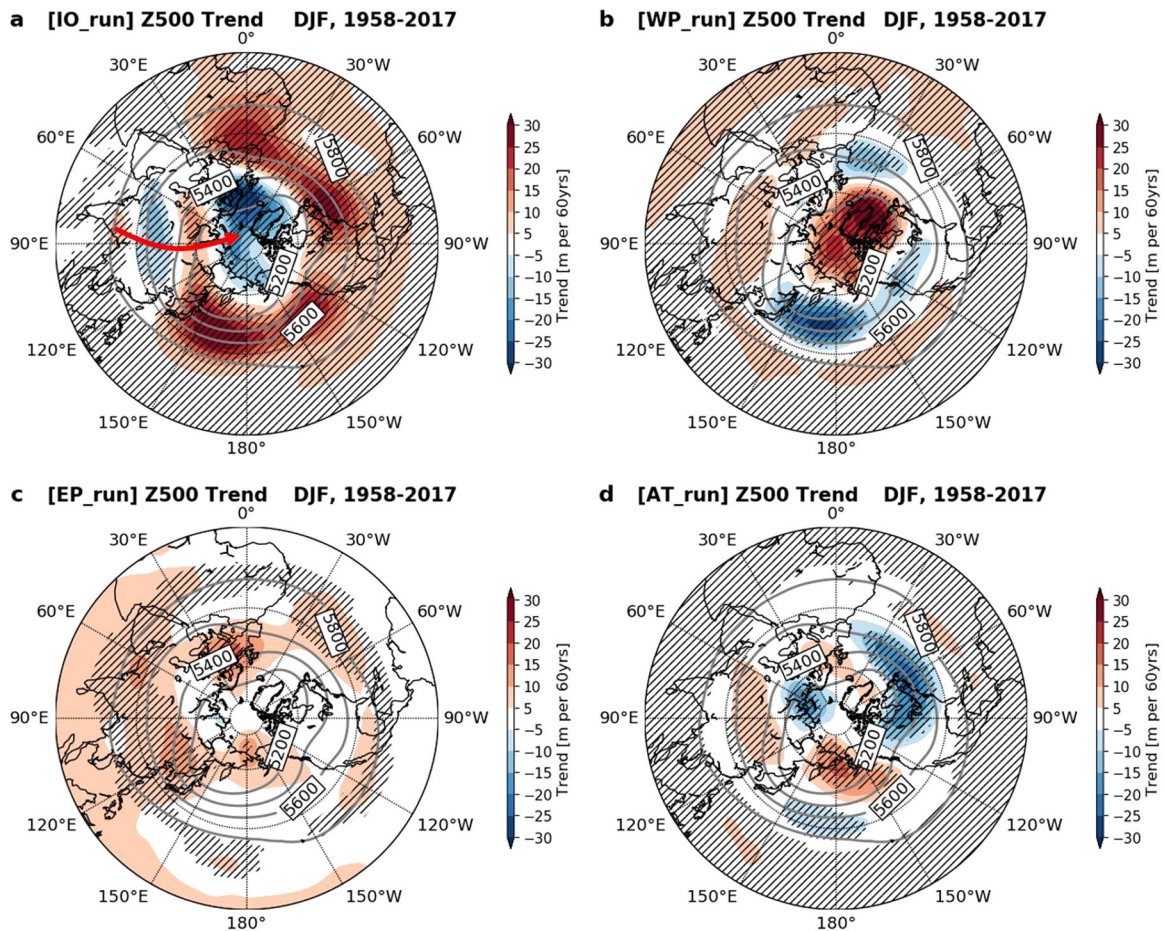 a [IO_run] Z500 Trend DJF, 1958-2017
0°
30°E 30°W
60°E 60°W
90°E 90°W
120°E 120°W
150°E 150°W
180°
5800
5400
5200
5600
30
25
20
15
10
5
−5
−10
−15
−20
−25
−30
Trend [m per 60yrs]
b [WP_run] Z500 Trend DJF, 1958-2017
0°
30°E 30°W
60°E 60°W
90°E 90°W
120°E 120°W
150°E 150°W
180°
5800
5400
5200
5600
30
25
20
15
10
5
−5
−10
−15
−20
−25
−30
Trend [m per 60yrs]
c [EP_run] Z500 Trend DJF, 1958-2017
0°
30°E 30°W
60°E 60°W
90°E 90°W
120°E 120°W
150°E 150°W
180°
5800
5400
5200
5600
30
25
20
15
10
5
−5
−10
−15
−20
−25
−30
Trend [m per 60yrs]
d [AT_run] Z500 Trend DJF, 1958-2017
0°
30°E 30°W
60°E 60°W
90°E 90°W
120°E 120°W
150°E 150°W
180°
5800
5400
5200
5600
30
25
20
15
10
5
−5
−10
−15
−20
−25
−30
Trend [m per 60yrs]